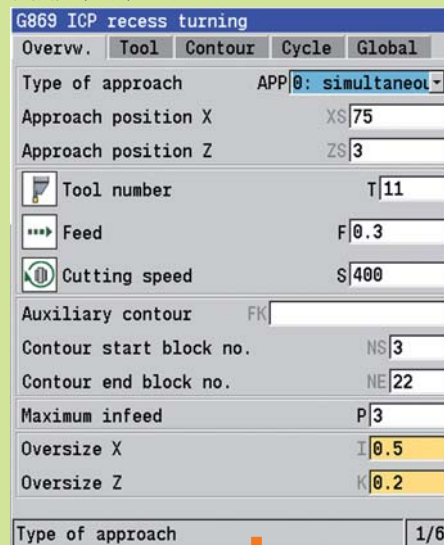 G869 ICP recess turning
Overvw. Tool Contour Cycle Global
Type of approach APP 0: simultaneou
Approach position X XS 75
Approach position Z ZS 3
Tool number T 11
Feed F 0.3
Cutting speed S 400
Auxiliary contour FK
Contour start block no. NS 3
Contour end block no. NE 22
Maximum infeed P 3
Oversize X I 0.5
Oversize Z K 0.2
Type of approach 1/6